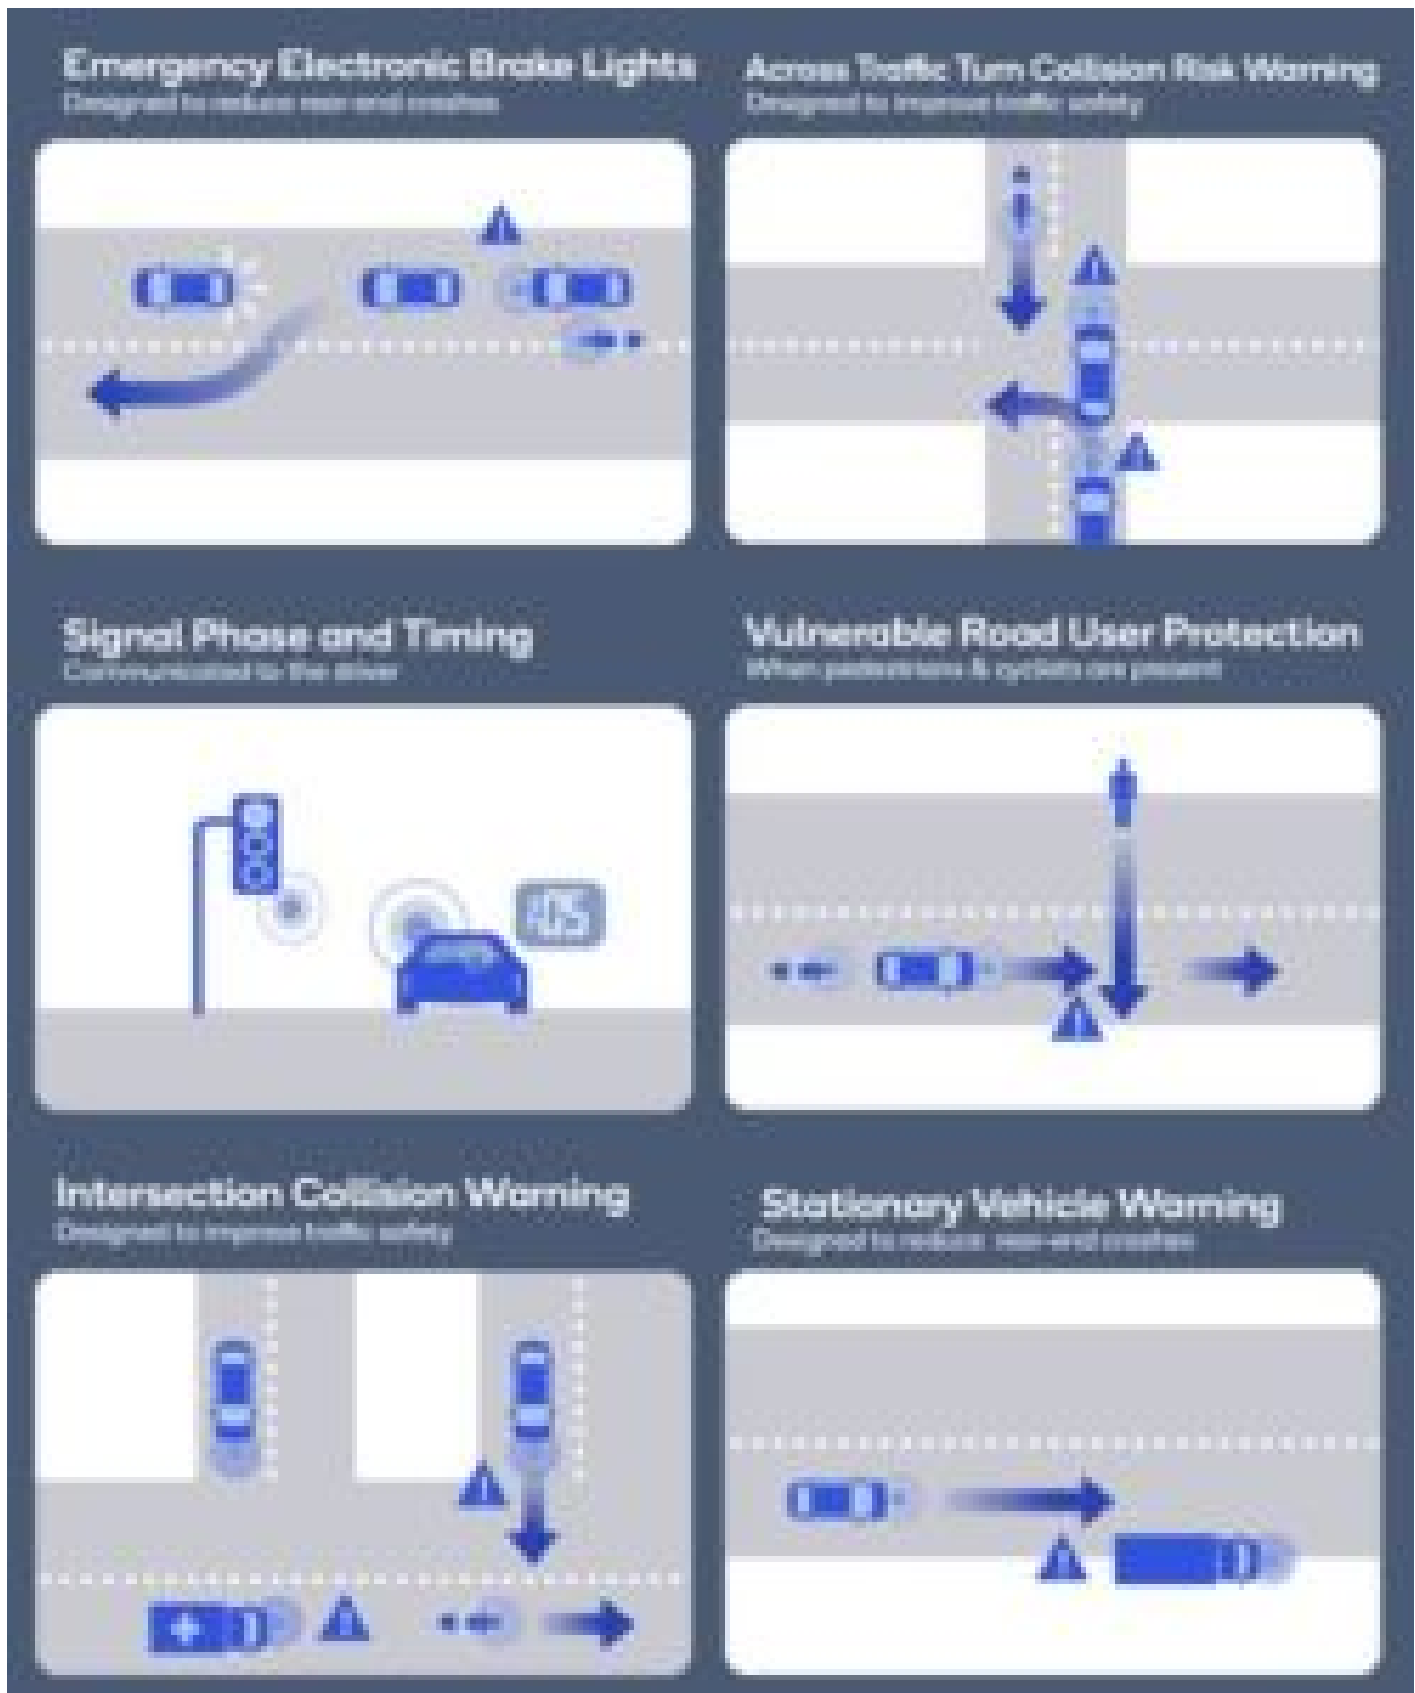 Emergency Electronic Brake Lights
Designed to reduce rear-end crashes
Across Traffic Turn Collision Risk Warning
Designed to improve traffic safety
Signal Phase and Timing
Communicated to the driver
Vulnerable Road User Protection
When pedestrians & cyclists are present
:05
Intersection Collision Warning
Designed to improve traffic safety
Stationary Vehicle Warning
Designed to reduce rear-end crashes